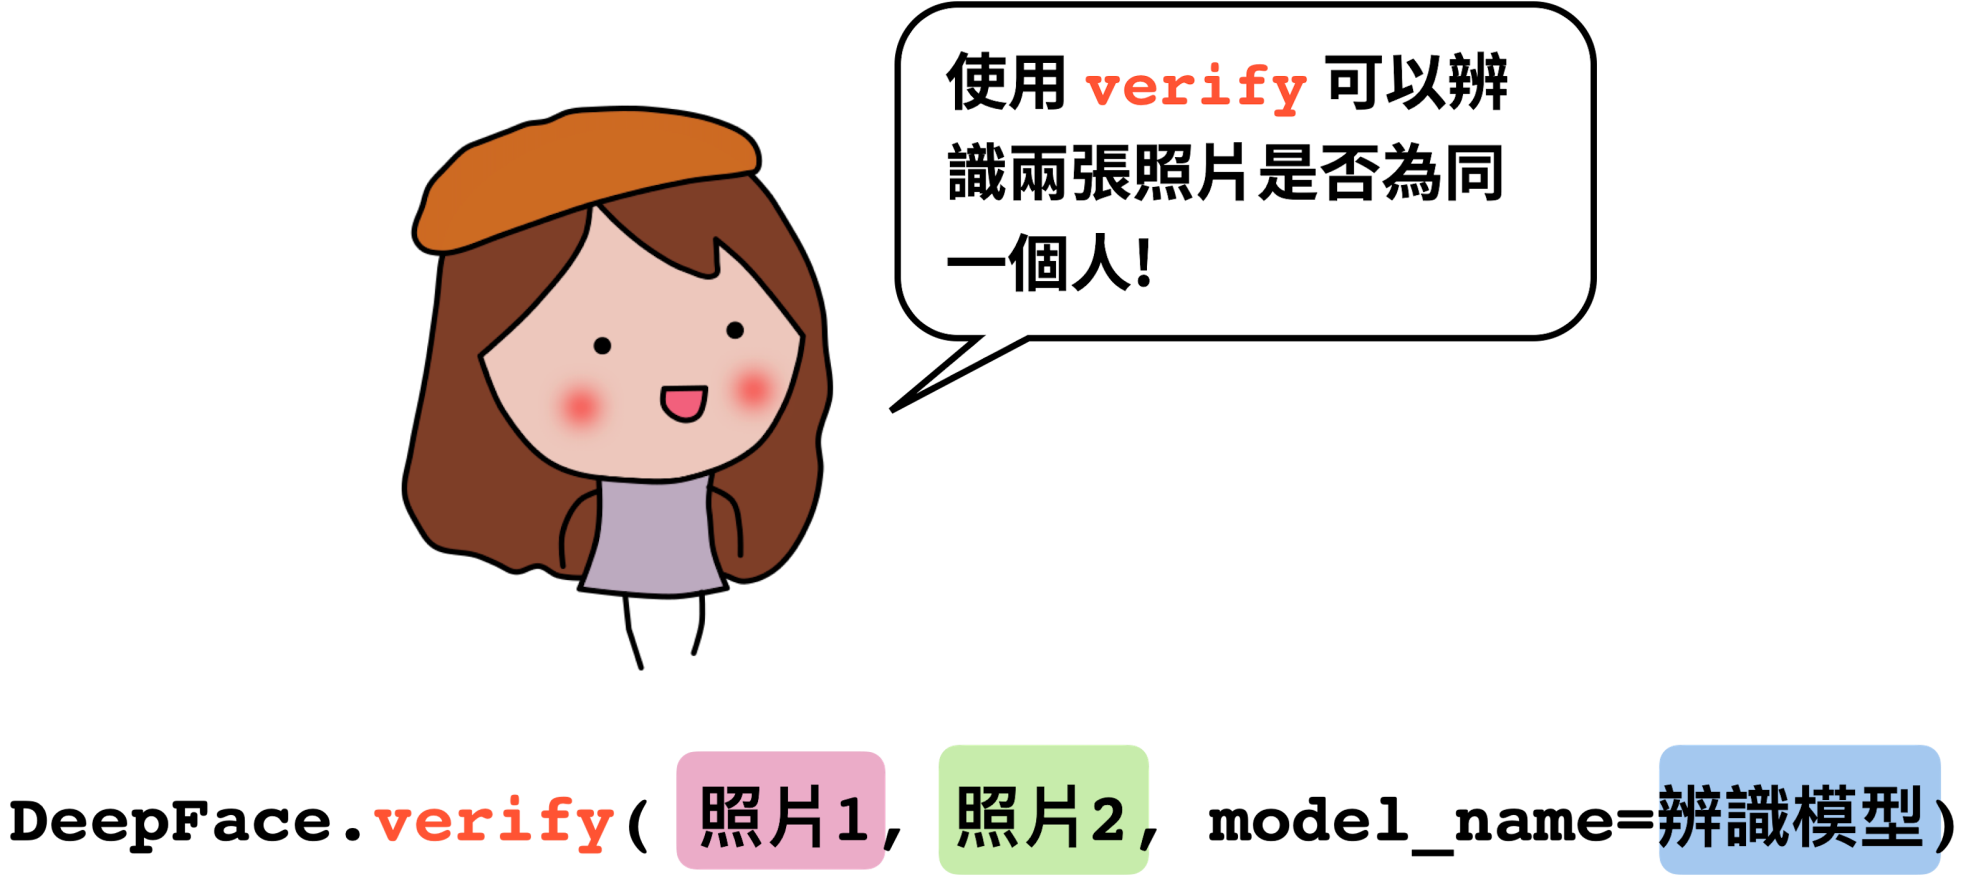 使用 verify 可以辨
識兩張照片是否為同
一個人!
DeepFace.verify( 照片1, 照片2, model_name=辨識模型)